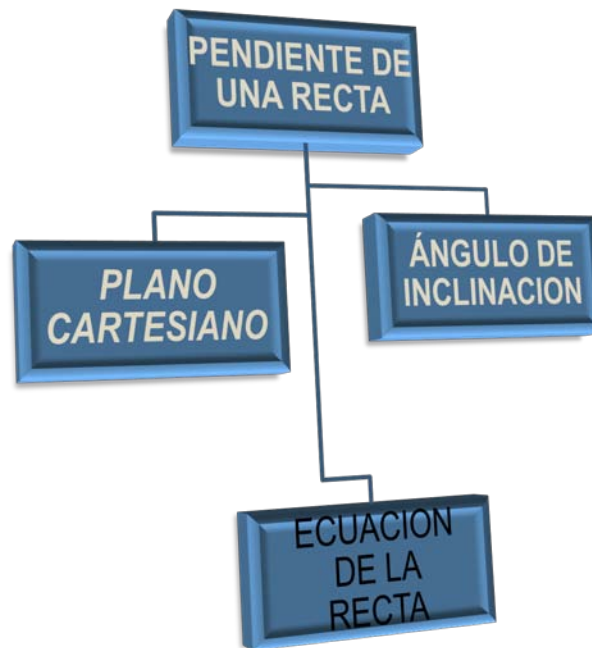 PENDIENTE DE
UNA RECTA
PLANO
CARTESIANO
ÁNGULO DE
INCLINACION
ECUACION
DE LA
RECTA